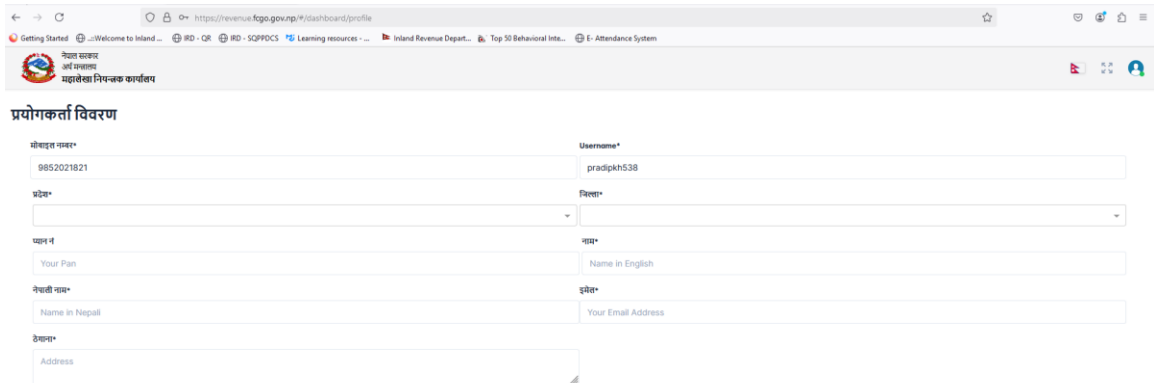 https://revenue.fcgo.gov.np/#/dashboard/profile
Getting Started ..::Welcome to Inland ... IRD - QR IRD - SQPPDCS Learning resources - ... Inland Revenue Depart... Top 50 Behavioral Inte... E- Attendance System
नेपाल सरकार
अर्थ मन्त्रालय
महालेखा नियन्त्रक कार्यालय
प्रयोगकर्ता विवरण
मोबाइल नम्बर* Username*
9852021821 pradipkh538
प्रदेश* जिल्ला*
प्यान नं नाम*
Your Pan Name in English
नेपाली नाम* इमेल*
Name in Nepali Your Email Address
ठेगाना*
Address